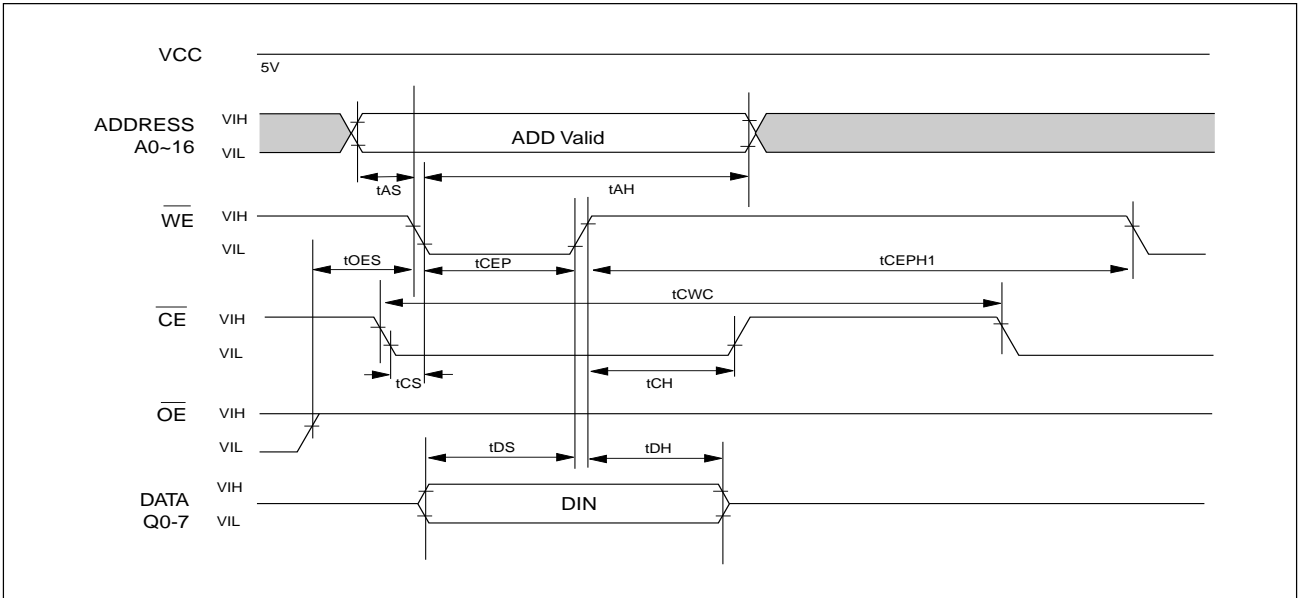 VCC
5V
ADDRESS
A0~16
VIH
VIL
ADD Valid
tAS
tAH
WE
VIH
VIL
tOES
tCEP
tCEPH1
tCWC
CE
VIH
VIL
tCS
tCH
OE
VIH
VIL
tDS
tDH
DATA
Q0-7
VIH
VIL
DIN